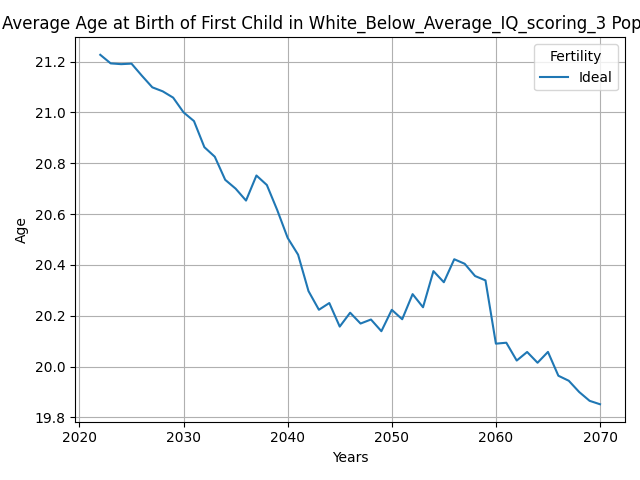 Average Age at Birth of First Child in White_Below_Average_IQ_scoring_3 Pop
Fertility
Ideal
21.2
21.0
20.8
20.6
20.4
20.2
20.0
19.8
Age
2020
2030
2040
2050
2060
2070
Years